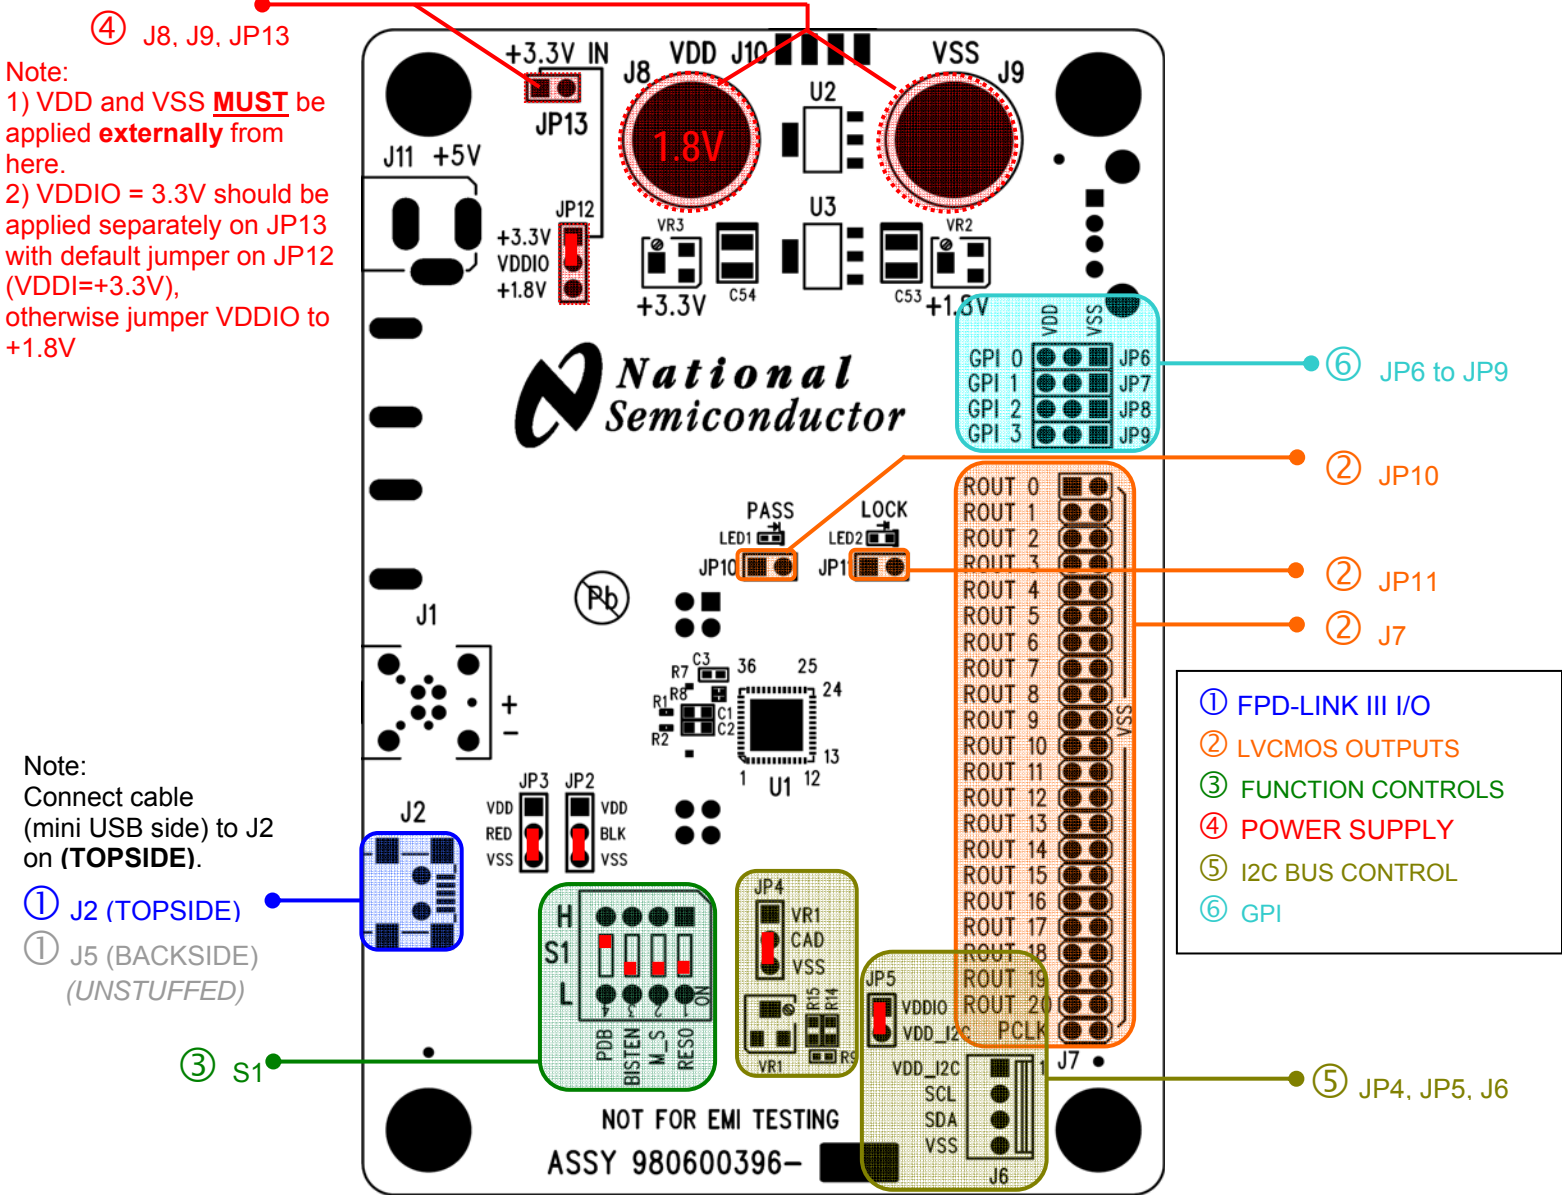 ④ J8, J9, JP13
Note:
1) VDD and VSS MUST be
applied externally from
here.
2) VDDIO = 3.3V should be
applied separately on JP13
with default jumper on JP12
(VDDI=+3.3V),
otherwise jumper VDDIO to
+1.8V
+3.3V IN
VDD J10
VSS
J8
J9
JP13
1.8V
U2
J11 +5V
JP12
+3.3V
VDDIO
+1.8V
U3
VR3
VR2
C54
C53
+3.3V
+1.8V
National
Semiconductor
VDD
VSS
GPI 0 JP6
GPI 1 JP7
GPI 2 JP8
GPI 3 JP9
⑥ JP6 to JP9
② JP10
② JP11
② J7
PASS
LOCK
LED1
LED2
JP10
JP11
Pb
J1
+
-
R7
C3
R8
R1
C1
R2
C2
36
25
24
13
12
1
U1
ROUT 0
ROUT 1
ROUT 2
ROUT 3
ROUT 4
ROUT 5
ROUT 6
ROUT 7
ROUT 8
ROUT 9
ROUT 10
ROUT 11
ROUT 12
ROUT 13
ROUT 14
ROUT 15
ROUT 16
ROUT 17
ROUT 18
ROUT 19
ROUT 20
PCLK
VSS
J7
① FPD-LINK III I/O
② LVCMOS OUTPUTS
③ FUNCTION CONTROLS
④ POWER SUPPLY
⑤ I2C BUS CONTROL
⑥ GPI
Note:
Connect cable
(mini USB side) to J2
on (TOPSIDE).
① J2 (TOPSIDE)
① J5 (BACKSIDE)
(UNSTUFFED)
J2
JP3
JP2
VDD
RED
VSS
VDD
BLK
VSS
H
S1
L
4
3
2
1
ON
PDB
BISTEN
M_S
RESO
③ S1
JP4
VR1
CAD
VSS
R15
R14
R9
VR1
JP5
VDDIO
VDD_I2C
VDD_I2C
1
SCL
SDA
VSS
J6
⑤ JP4, JP5, J6
NOT FOR EMI TESTING
ASSY 980600396-